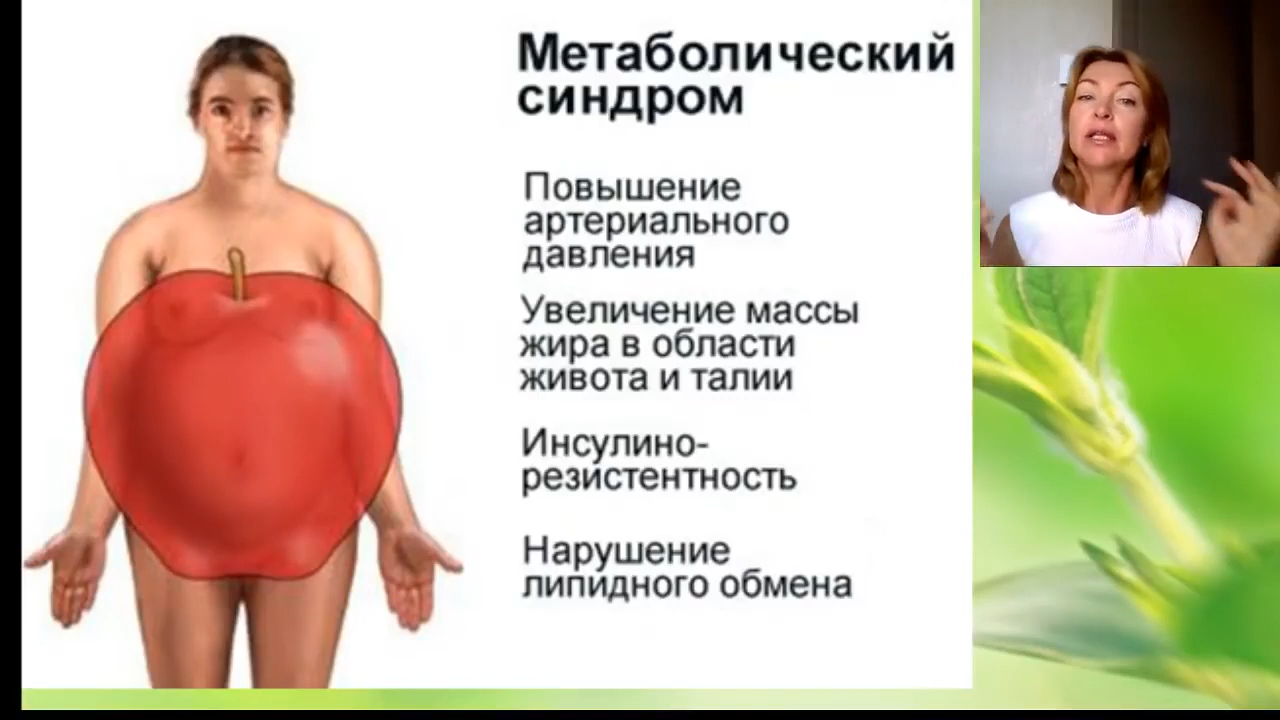 Метаболический
синдром
Повышение
артериального
давления
Увеличение массы
жира в области
живота и талии
Инсулино-
резистентность
Нарушение
липидного обмена